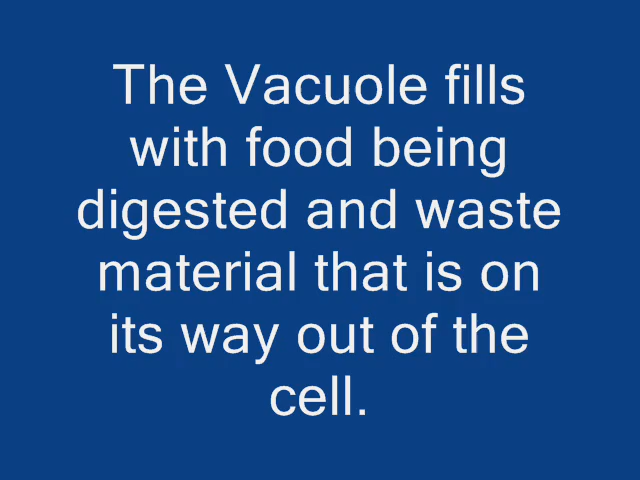 The Vacuole fills
with food being
digested and waste
material that is on
its way out of the
cell.